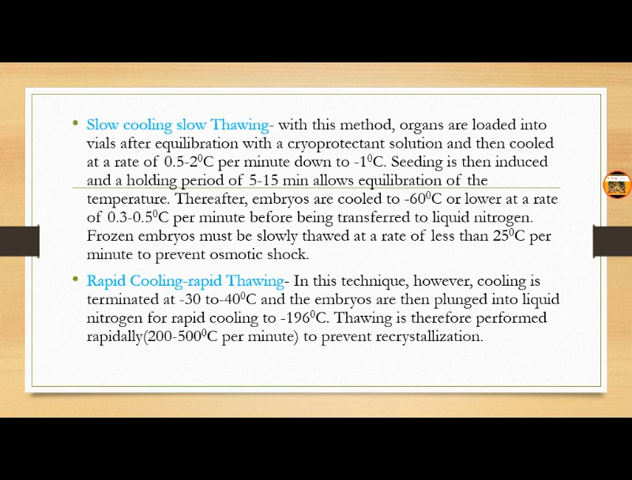 • Slow cooling slow Thawing- with this method, organs are loaded into
vials after equilibration with a cryoprotectant solution and then cooled
at a rate of 0.5-2⁰C per minute down to -1⁰C. Seeding is then induced
and a holding period of 5-15 min allows equilibration of the
temperature. Thereafter, embryos are cooled to -60⁰C or lower at a rate
of 0.3-0.5⁰C per minute before being transferred to liquid nitrogen.
Frozen embryos must be slowly thawed at a rate of less than 25⁰C per
minute to prevent osmotic shock.
• Rapid Cooling-rapid Thawing- In this technique, however, cooling is
terminated at -30 to-40⁰C and the embryos are then plunged into liquid
nitrogen for rapid cooling to -196⁰C. Thawing is therefore performed
rapidally(200-500⁰C per minute) to prevent recrystallization.